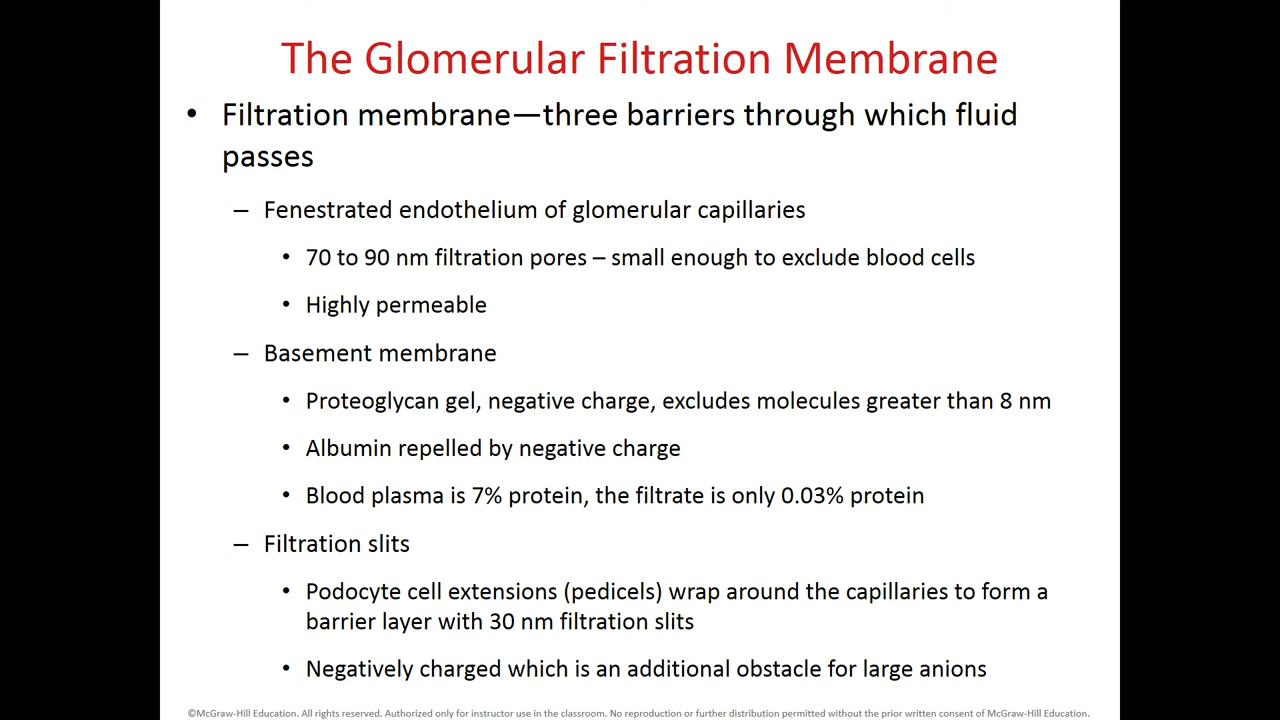 The Glomerular Filtration Membrane
• Filtration membrane—three barriers through which fluid
passes
– Fenestrated endothelium of glomerular capillaries
• 70 to 90 nm filtration pores – small enough to exclude blood cells
• Highly permeable
– Basement membrane
• Proteoglycan gel, negative charge, excludes molecules greater than 8 nm
• Albumin repelled by negative charge
• Blood plasma is 7% protein, the filtrate is only 0.03% protein
– Filtration slits
• Podocyte cell extensions (pedicels) wrap around the capillaries to form a
barrier layer with 30 nm filtration slits
• Negatively charged which is an additional obstacle for large anions
©McGraw-Hill Education. All rights reserved. Authorized only for instructor use in the classroom. No reproduction or further distribution permitted without the prior written consent of McGraw-Hill Education.